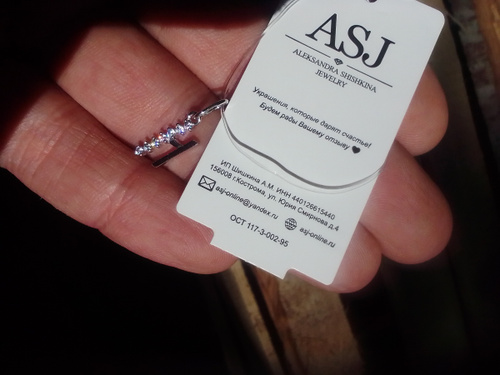 ASJ
ALEKSANDRA SHISHKINA
JEWELRY
Украшения, которые дарят счастье!
Будем рады Вашему отзыву
ИП Шишкина А.М. ИНН 440126615440
156008 г.Кострома, ул. Юрия Смирнова д.4
asj-online@yandex.ru
asj-online.ru
ОСТ 117-3-002-95